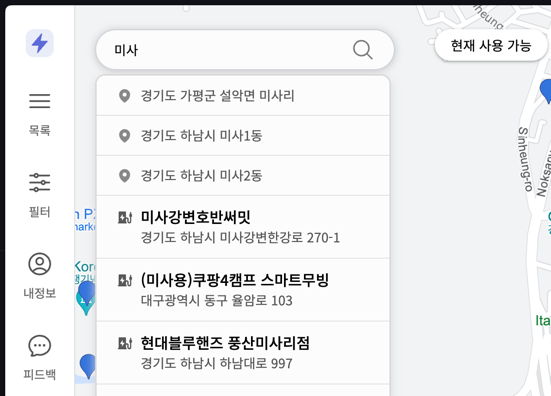 미사
현재 사용 가능
경기도 가평군 설악면 미사리
경기도 하남시 미사1동
경기도 하남시 미사2동
미사강변호반써밋
경기도 하남시 미사강변한강로 270-1
(미사용)쿠팡4캠프 스마트무빙
대구광역시 동구 율암로 103
현대블루핸즈 풍산미사리점
경기도 하남시 하남대로 997
목록
필터
내정보
피드백
Sinheung-ro